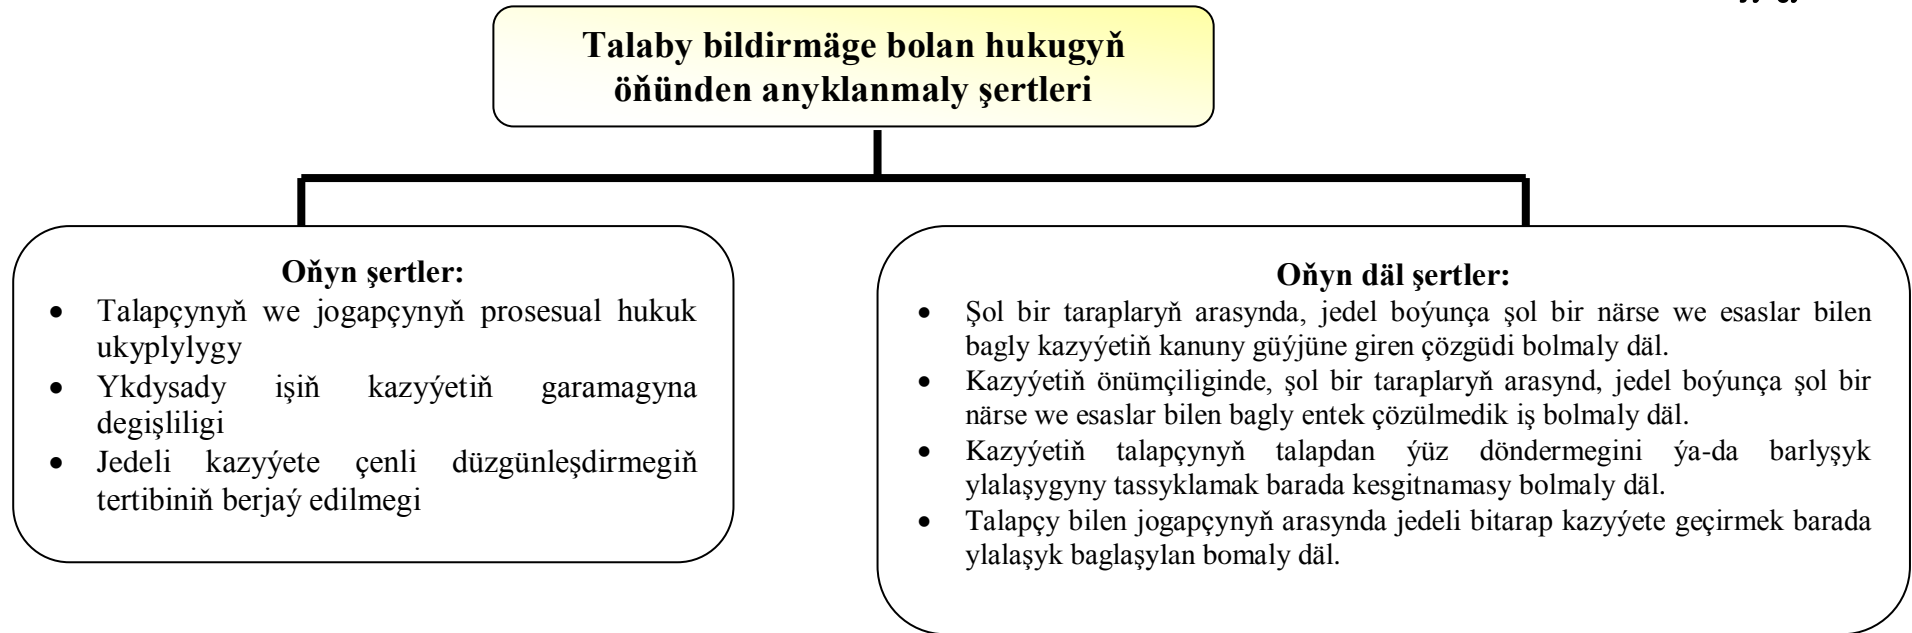 Talaby bildirmäge bolan hukugyň
öňünden anyklanmaly şertleri
Oňyn şertler:
• Talapçynyň we jogapçynyň prosesual hukuk
ukyplylygy
• Ykdysady işiň kazyýetiň garamagyna
degişliligi
• Jedeli kazyýete çenli düzgünleşdirmegiň
tertibiniň berjaý edilmegi
Oňyn däl şertler:
• Şol bir taraplaryň arasynda, jedel boýunça şol bir närse we esaslar bilen
bagly kazyýetiň kanuny güýjüne giren çözgüdi bolmaly däl.
• Kazyýetiň önümçiliginde, şol bir taraplaryň arasynd, jedel boýunça şol bir
närse we esaslar bilen bagly entek çözülmedik iş bolmaly däl.
• Kazyýetiň talapçynyň talapdan ýüz döndermegini ýa-da barlyşyk
ylalaşygyny tassyklamak barada kesgitnamasy bolmaly däl.
• Talapçy bilen jogapçynyň arasynda jedeli bitarap kazyýete geçirmek barada
ylalaşyk baglaşylan bomaly däl.